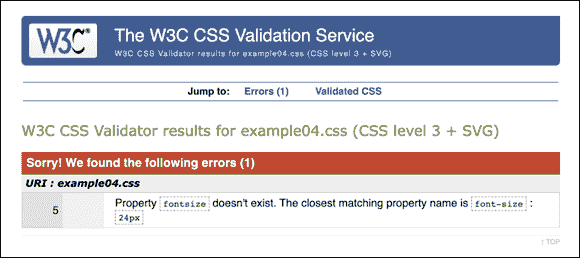 W3C®
The W3C CSS Validation Service
W3C CSS Validator results for example04.css (CSS level 3 + SVG)
Jump to: Errors (1) Validated CSS
W3C CSS Validator results for example04.css (CSS level 3 + SVG)
Sorry! We found the following errors (1)
URI : example04.css
5 Property fontsize doesn't exist. The closest matching property name is font-size :
24px
↑ TOP